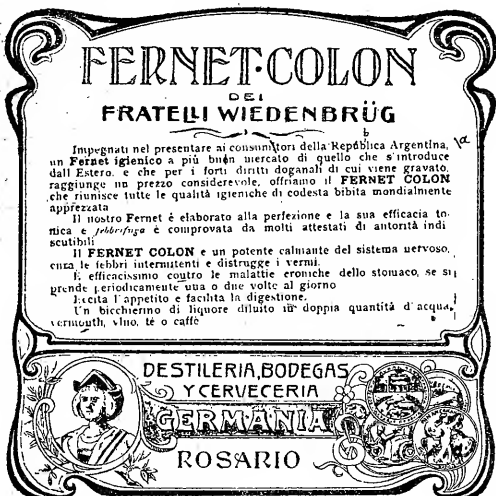 FERNET·COLON
DEI
FRATELLI WIEDENBRÜG
Impegnati nel presentare ai consumatori della Repúblíca Argentina,
un Fernet igienico a più buon mercato di quello che s'introduce
dall Estero, e che per i forti diritti doganali di cui viene gravato,
raggiunge un prezzo considerevole, offriamo il FERNET COLON
che riunisce tutte le qualità igieniche di codesta bibita mondialmente
apprezzata
Il nostro Fernet é elaborato alla perfezione e la sua efficacia to-
nica e febbrifuga è comprovata da molti attestati di autorità indi
scutibili
Il FERNET COLON e un potente calmante del sistema nervoso,
cura le febbri intermitenti e distrugge i vermi.
E efficacissimo contro le malattie croniche dello stomaco, se si
prende periodicamente una o due volte al giorno
Eccita l'appetito e facilita la digestione.
Un bicchierino di liquore diluito in doppia quantità d'acqua,
vermouth, vino, té o caffè
DESTILERIA, BODEGAS
Y CERVECERIA
GERMANIA
ROSARIO